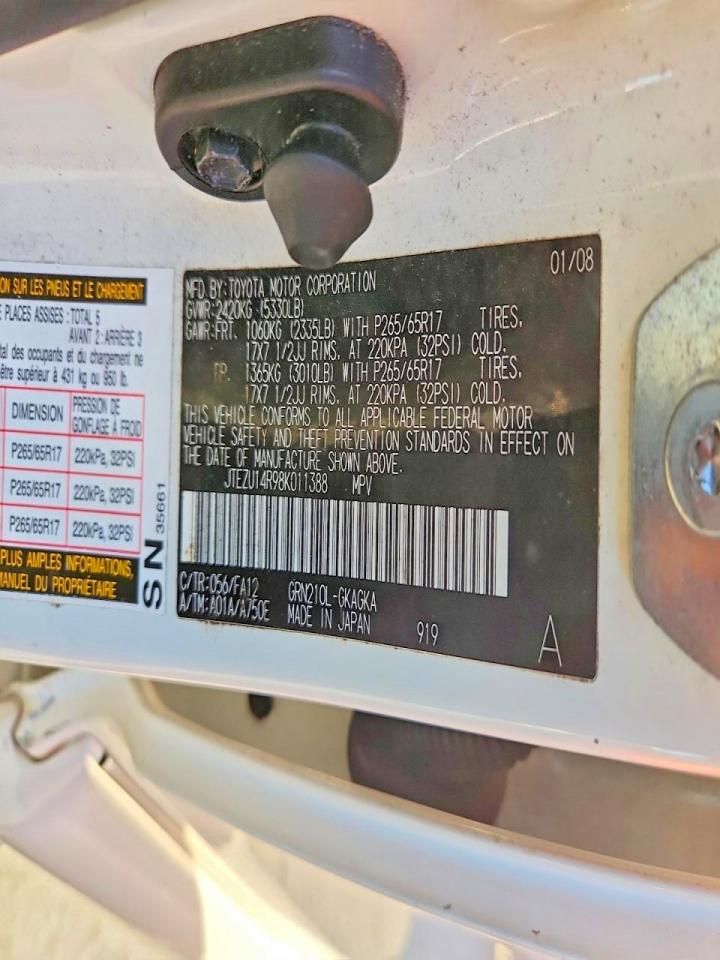 ON SUR LES PNEUS ET LE CHARGEMENT
PLACES ASSISES : TOTAL 5
AVANT 2 : ARRIÈRE 3
tal des occupants et du chargement ne
être supérieur à 431 kg ou 950 lb.
DIMENSION PRESSION DE GONFLAGE À FROID
P265/65R17 220kPa, 32PSI
P265/65R17 220kPa, 32PSI
P265/65R17 220kPa, 32PSI
PLUS AMPLES INFORMATIONS,
MANUEL DU PROPRIÉTAIRE
SN 35661
01/08
MFD. BY: TOYOTA MOTOR CORPORATION
GVWR: 2420KG (5330LB)
GAWR: FRT. 1060KG (2335LB) WITH P265/65R17 TIRES,
17X7 1/2JJ RIMS, AT 220KPA (32PSI) COLD.
RR. 1365KG (3010LB) WITH P265/65R17 TIRES,
17X7 1/2JJ RIMS, AT 220KPA (32PSI) COLD.
THIS VEHICLE CONFORMS TO ALL APPLICABLE FEDERAL MOTOR
VEHICLE SAFETY AND THEFT PREVENTION STANDARDS IN EFFECT ON
THE DATE OF MANUFACTURE SHOWN ABOVE.
JTEZU14R98K011388 MPV
C/TR: 056/FA12 GRN210L-GKAGKA
A/TM: A01A/A750E MADE IN JAPAN 919 A